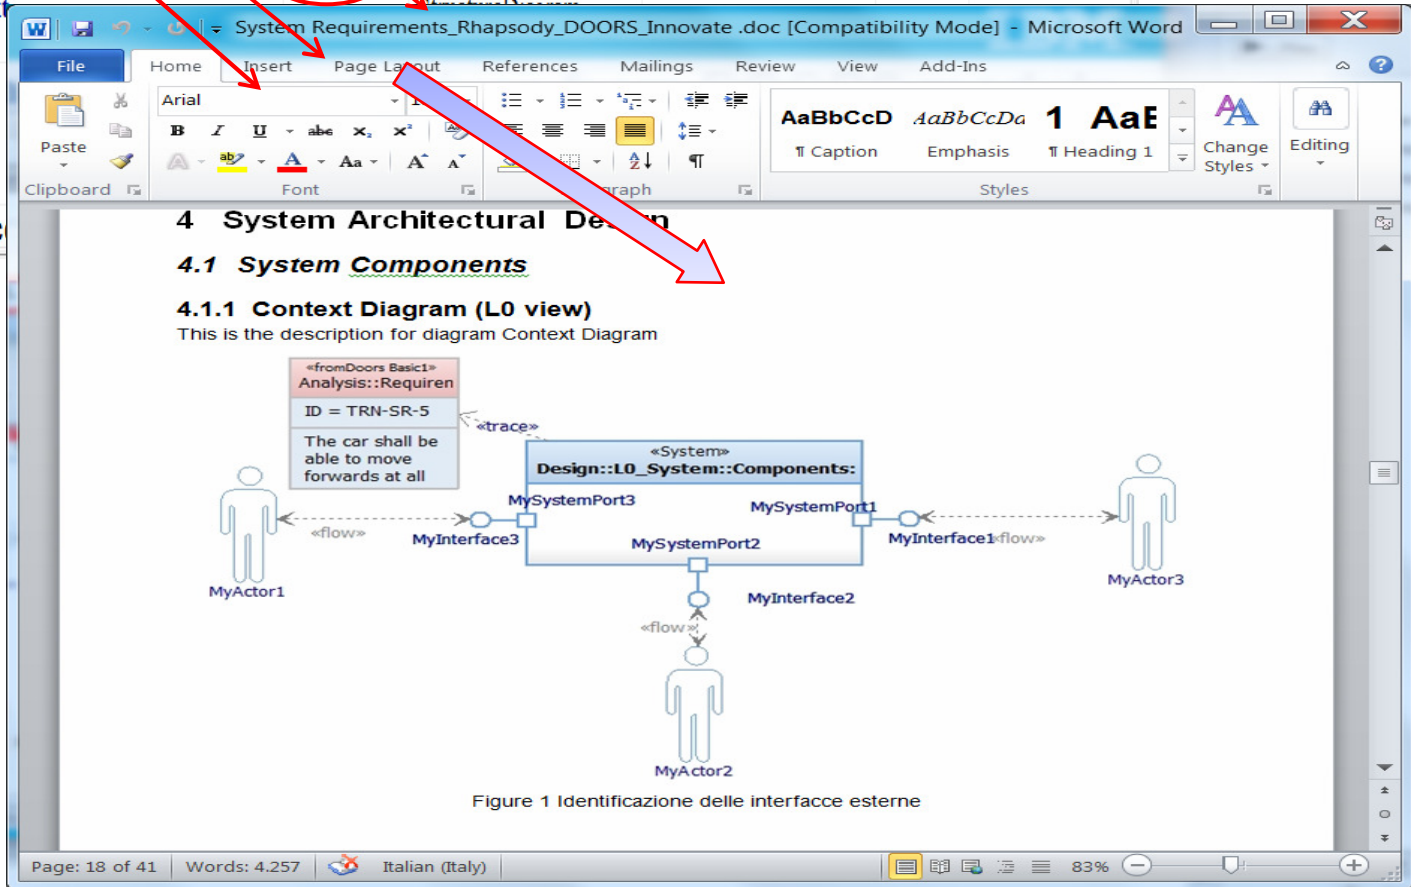 System Requirements_Rhapsody_DOORS_Innovate .doc [Compatibility Mode] - Microsoft Word
File Home Insert Page Layout References Mailings Review View Add-Ins
Paste
Clipboard
Arial
Font
AaBbCcD AaBbCcDa 1 AaB
¶ Caption Emphasis ¶ Heading 1
Styles
Change
Styles
Editing
4 System Architectural Design
4.1 System Components
4.1.1 Context Diagram (L0 view)
This is the description for diagram Context Diagram
«fromDoors Basic1»
Analysis::Requiren
ID = TRN-SR-5
The car shall be
able to move
forwards at all
«trace»
«System»
Design::L0_System::Components:
MySystemPort3
MySystemPort1
MySystemPort2
«flow»
MyInterface3
MyInterface1
«flow»
MyActor1
MyActor3
MyInterface2
«flow»
MyActor2
Figure 1 Identificazione delle interfacce esterne
Page: 18 of 41 Words: 4.257 Italian (Italy) 83%